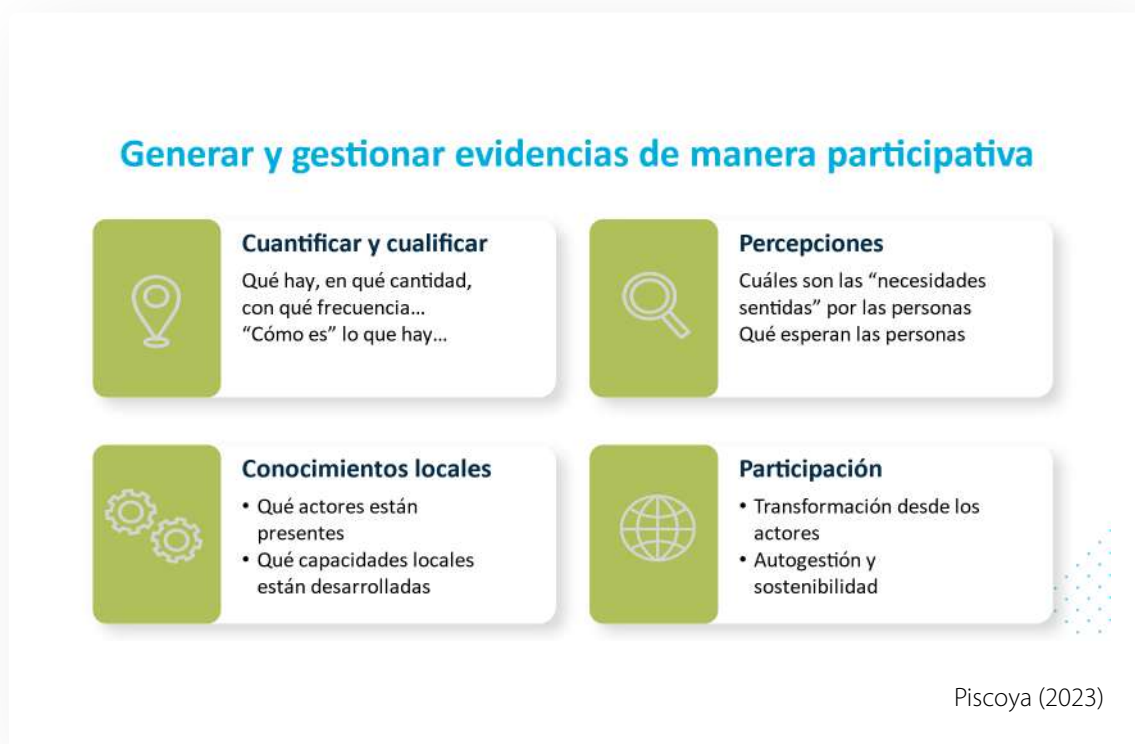 Generar y gestionar evidencias de manera participativa
Cuantificar y cualificar
Qué hay, en qué cantidad,
con qué frecuencia...
“Cómo es” lo que hay...
Percepciones
Cuáles son las “necesidades
sentidas” por las personas
Qué esperan las personas
Conocimientos locales
• Qué actores están
presentes
• Qué capacidades locales
están desarrolladas
Participación
• Transformación desde los
actores
• Autogestión y
sostenibilidad
Piscoya (2023)